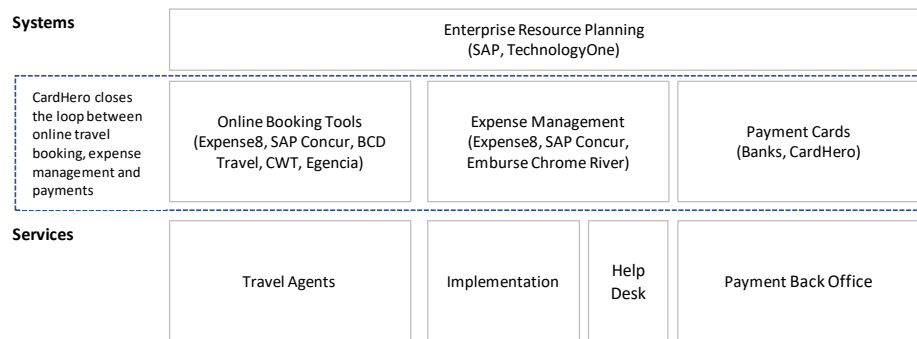 Systems
Enterprise Resource Planning
(SAP, TechnologyOne)
CardHero closes
the loop between
online travel
booking, expense
management and
payments
Online Booking Tools
(Expense8, SAP Concur, BCD
Travel, CWT, Egencia)
Expense Management
(Expense8, SAP Concur,
Emburse Chrome River)
Payment Cards
(Banks, CardHero)
Services
Travel Agents
Implementation
Help
Desk
Payment Back Office